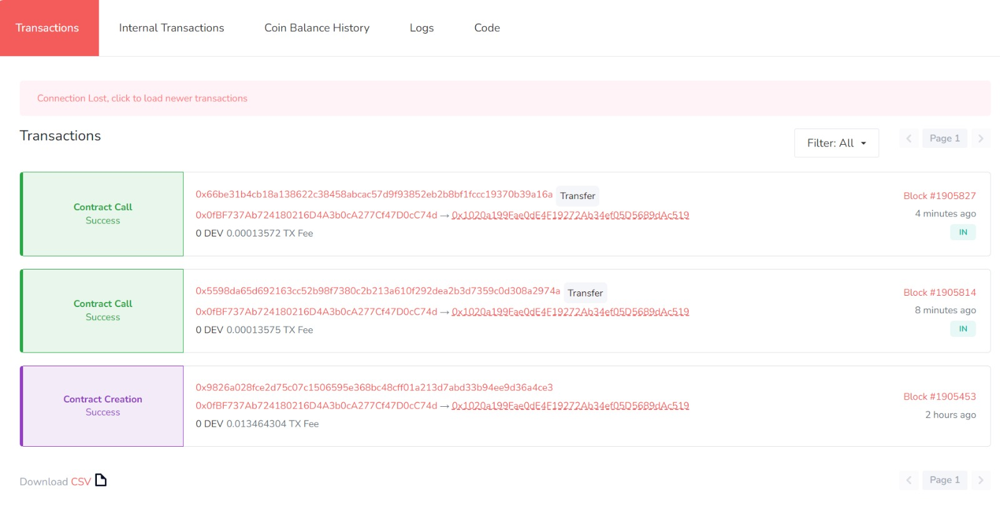 Transactions Internal Transactions Coin Balance History Logs Code
Connection Lost, click to load newer transactions
Transactions
Filter: All
Page 1
Contract Call
Success
0x66be31b4cb18a138622c38458abcac57d9f93852eb2b8bf1fccc19370b39a16a Transfer
0x0fBF737Ab724180216D4A3b0cA277Cf47D0cC74d → 0x1020a199Fae0dE4F19272Ab34ef05D5689dAc519
0 DEV 0.00013572 TX Fee
Block #1905827
4 minutes ago
IN
Contract Call
Success
0x5598da65d692163cc52b98f7380c2b213a610f292dea2b3d7359c0d308a2974a Transfer
0x0fBF737Ab724180216D4A3b0cA277Cf47D0cC74d → 0x1020a199Fae0dE4F19272Ab34ef05D5689dAc519
0 DEV 0.00013575 TX Fee
Block #1905814
8 minutes ago
IN
Contract Creation
Success
0x9826a028fce2d75c07c1506595e368bc48cff01a213d7abd33b94ee9d36a4ce3
0x0fBF737Ab724180216D4A3b0cA277Cf47D0cC74d → 0x1020a199Fae0dE4F19272Ab34ef05D5689dAc519
0 DEV 0.013464304 TX Fee
Block #1905453
2 hours ago
Download CSV
Page 1